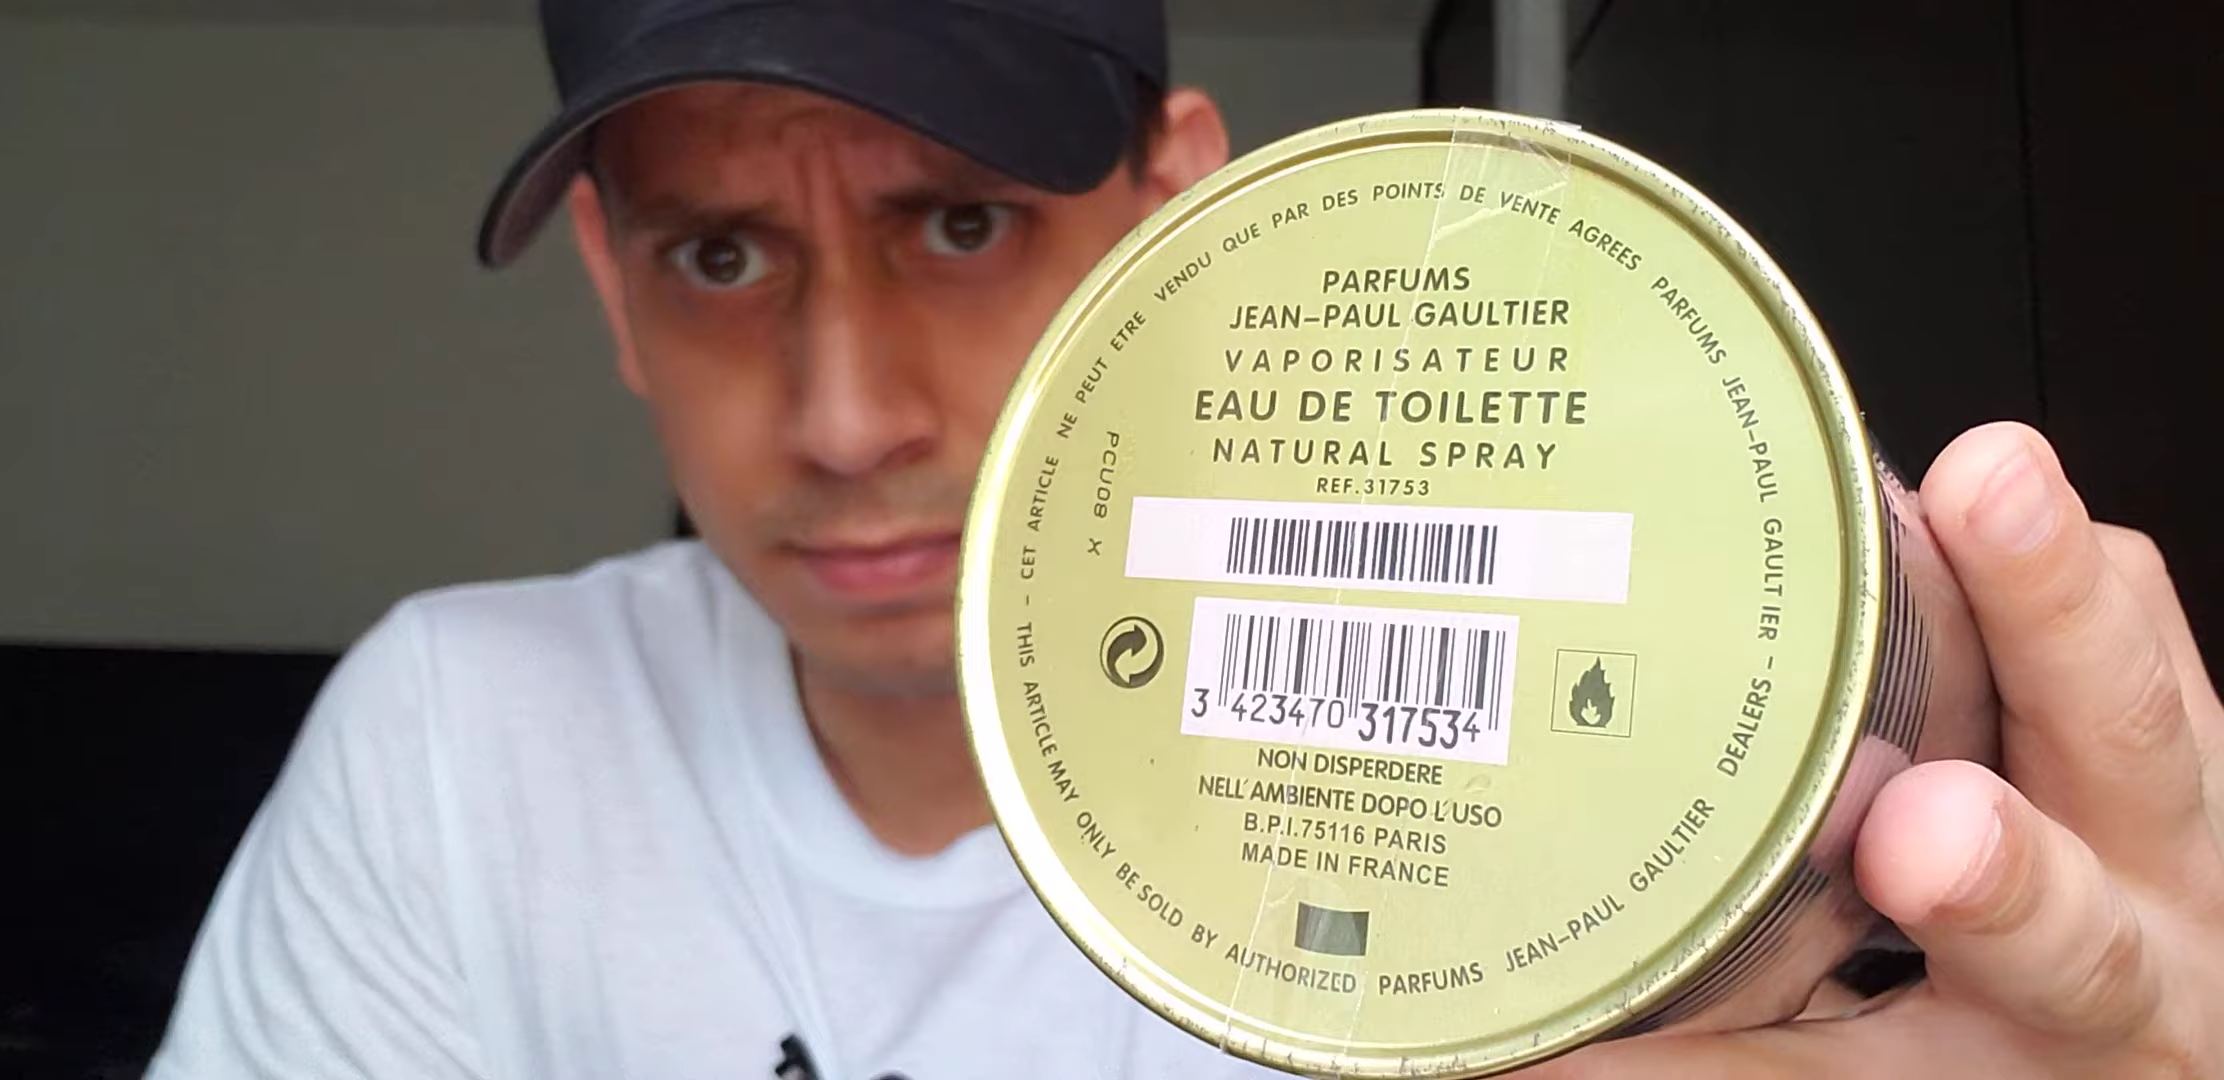 CET ARTICLE NE PEUT ETRE VENDU QUE PAR DES POINTS DE VENTE AGREES PARFUMS JEAN-PAUL GAULTIER
- THIS ARTICLE MAY ONLY BE SOLD BY AUTHORIZED PARFUMS JEAN-PAUL GAULTIER DEALERS -
PARFUMS
JEAN-PAUL GAULTIER
VAPORISATEUR
EAU DE TOILETTE
NATURAL SPRAY
REF.31753
PCU08 X
3 423470 317534
NON DISPERDERE
NELL'AMBIENTE DOPO L'USO
B.P.I.75116 PARIS
MADE IN FRANCE